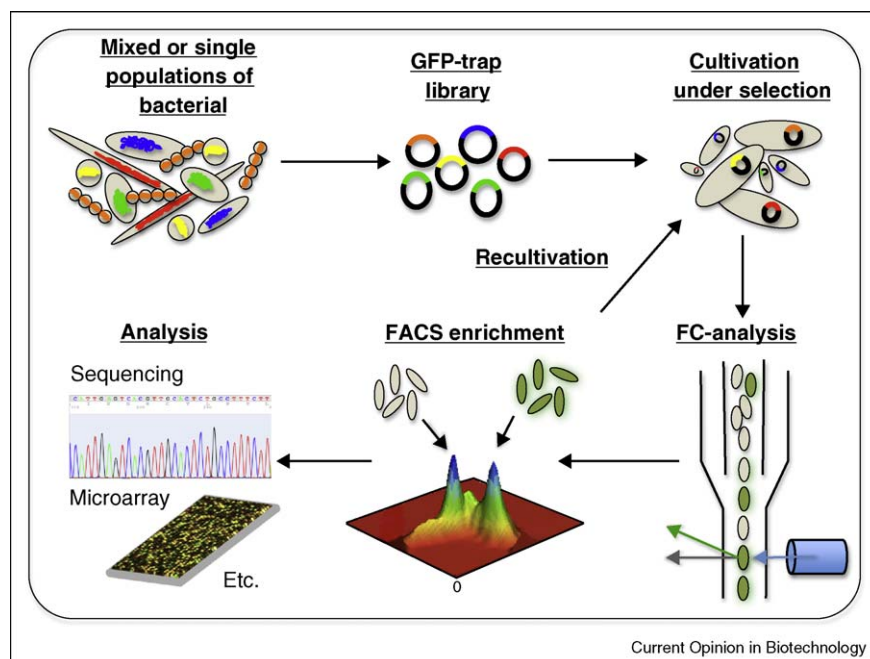 Mixed or single
populations of
bacterial
GFP-trap
library
Cultivation
under selection
Recultivation
Analysis
Sequencing
Microarray
Etc.
FACS enrichment
0
FC-analysis
Current Opinion in Biotechnology